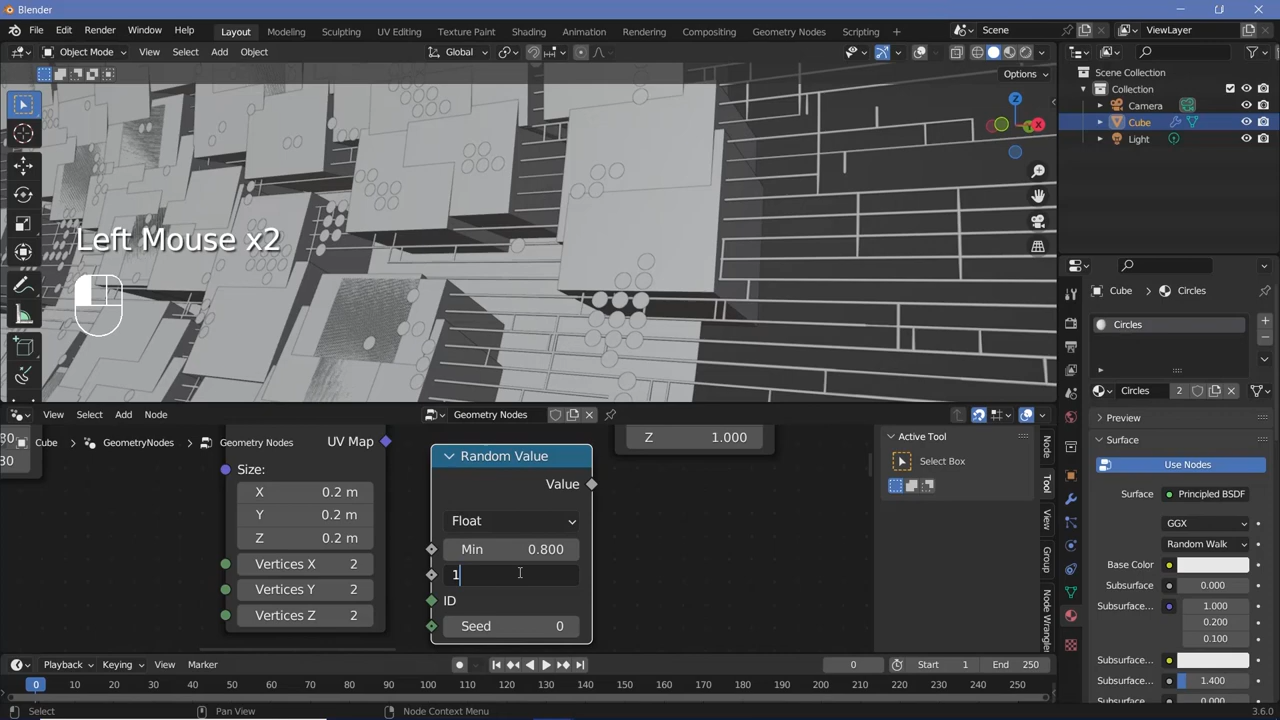 Blender
File Edit Render Window Help Layout Modeling Sculpting UV Editing Texture Paint Shading Animation Rendering Compositing Geometry Nodes Scripting + Scene ViewLayer
Object Mode View Select Add Object Global
Options
Scene Collection
Collection
Camera
Cube
Light
Z
X
Y
Left Mouse x2
Cube Circles
Circles
Circles 2
Preview
Surface
Use Nodes
Surface Principled BSDF
GGX
Random Walk
Base Color
Subsurface 0.000
Subsurface... 1.000
0.200
0.100
Subsurface...
Subsurface... 1.400
Subsurface... 0.000
View Select Add Node Geometry Nodes
Cube GeometryNodes Geometry Nodes
30
30
UV Map
Size:
X 0.2 m
Y 0.2 m
Z 0.2 m
Vertices X 2
Vertices Y 2
Vertices Z 2
Random Value
Value
Float
Min 0.800
1
ID
Seed 0
Z 1.000
Active Tool
Select Box
Node
Tool
View
Group
Node Wrangler
Playback Keying View Marker 0 Start 1 End 250
0 10 20 30 40 50 60 70 80 90 100 110 120 130 140 150 160 170 180 190 200 210 220 230 240 250
Select Pan View Node Context Menu 3.6.0